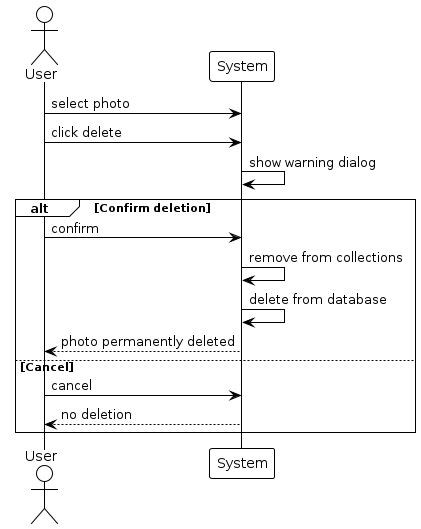 User
System
select photo
click delete
show warning dialog
alt [Confirm deletion]
confirm
remove from collections
delete from database
photo permanently deleted
[Cancel]
cancel
no deletion
User
System